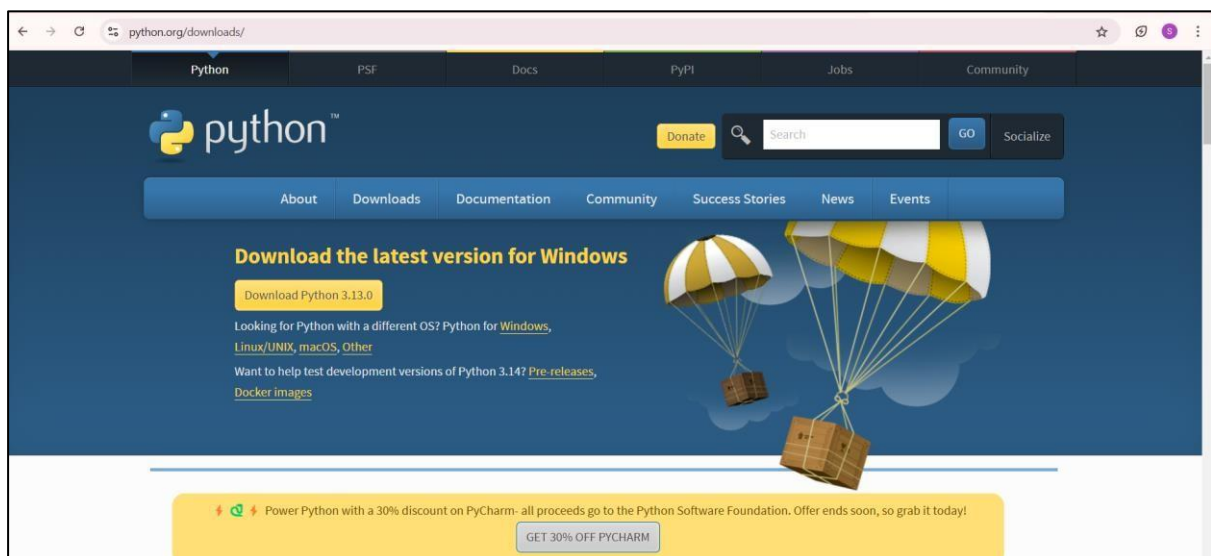 python.org/downloads/
S
Python PSF Docs PyPI Jobs Community
python™
Donate Search GO Socialize
About Downloads Documentation Community Success Stories News Events
Download the latest version for Windows
Download Python 3.13.0
Looking for Python with a different OS? Python for Windows,
Linux/UNIX, macOS, Other
Want to help test development versions of Python 3.14? Pre-releases,
Docker images
Power Python with a 30% discount on PyCharm- all proceeds go to the Python Software Foundation. Offer ends soon, so grab it today!
GET 30% OFF PYCHARM